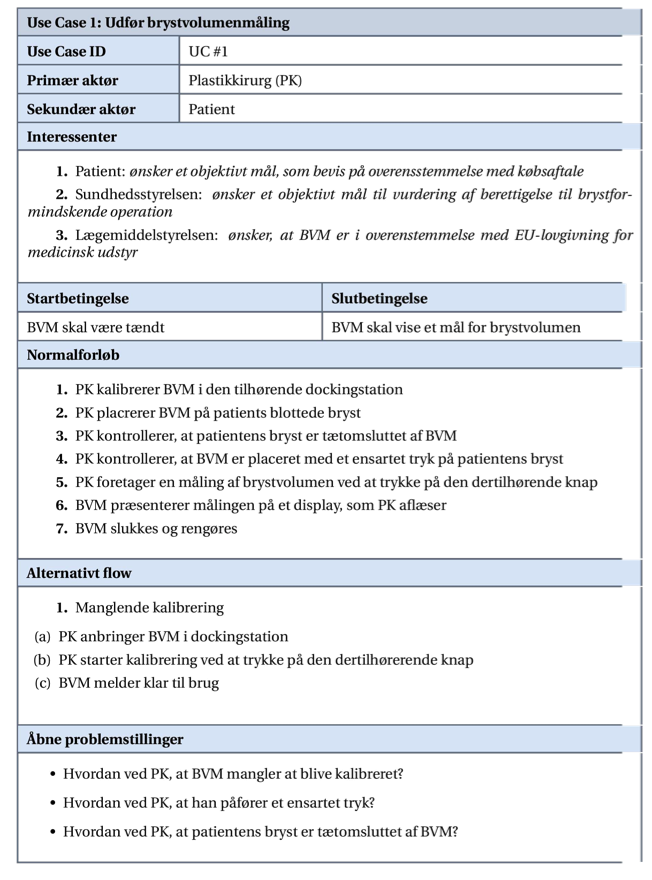 Use Case 1: Udfør brystvolumenmåling
Use Case ID UC #1
Primær aktør Plastikkirurg (PK)
Sekundær aktør Patient
Interessenter
1. Patient: ønsker et objektivt mål, som bevis på overensstemmelse med købsaftale
2. Sundhedsstyrelsen: ønsker et objektivt mål til vurdering af berettigelse til brystfor-
mindskende operation
3. Lægemiddelstyrelsen: ønsker, at BVM er i overenstemmelse med EU-lovgivning for
medicinsk udstyr
Startbetingelse Slutbetingelse
BVM skal være tændt BVM skal vise et mål for brystvolumen
Normalforløb
1. PK kalibrerer BVM i den tilhørende dockingstation
2. PK placrerer BVM på patients blottede bryst
3. PK kontrollerer, at patientens bryst er tætomsluttet af BVM
4. PK kontrollerer, at BVM er placeret med et ensartet tryk på patientens bryst
5. PK foretager en måling af brystvolumen ved at trykke på den dertilhørende knap
6. BVM præsenterer målingen på et display, som PK aflæser
7. BVM slukkes og rengøres
Alternativt flow
1. Manglende kalibrering
(a) PK anbringer BVM i dockingstation
(b) PK starter kalibrering ved at trykke på den dertilhørerende knap
(c) BVM melder klar til brug
Åbne problemstillinger
• Hvordan ved PK, at BVM mangler at blive kalibreret?
• Hvordan ved PK, at han påfører et ensartet tryk?
• Hvordan ved PK, at patientens bryst er tætomsluttet af BVM?